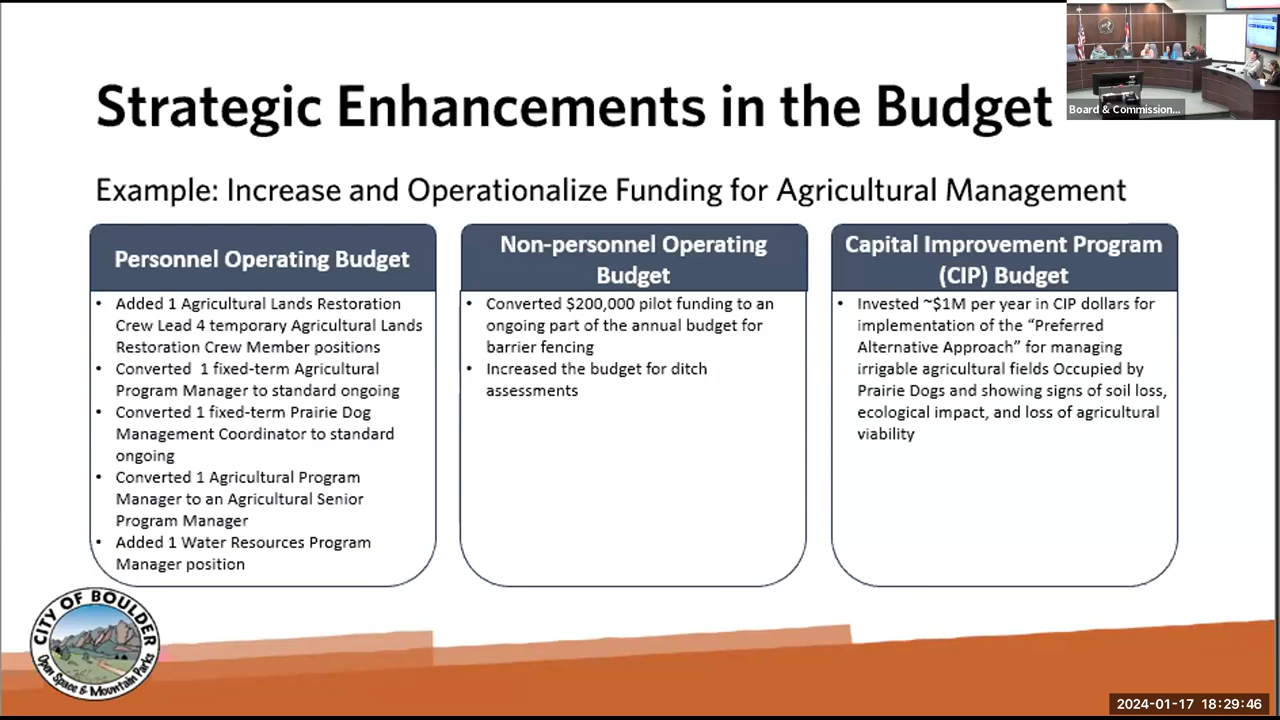 Strategic Enhancements in the Budget
Board & Commission...
Example: Increase and Operationalize Funding for Agricultural Management
Personnel Operating Budget
• Added 1 Agricultural Lands Restoration
Crew Lead 4 temporary Agricultural Lands
Restoration Crew Member positions
• Converted 1 fixed-term Agricultural
Program Manager to standard ongoing
• Converted 1 fixed-term Prairie Dog
Management Coordinator to standard
ongoing
• Converted 1 Agricultural Program
Manager to an Agricultural Senior
Program Manager
• Added 1 Water Resources Program
Manager position
Non-personnel Operating
Budget
• Converted $200,000 pilot funding to an
ongoing part of the annual budget for
barrier fencing
• Increased the budget for ditch
assessments
Capital Improvement Program
(CIP) Budget
• Invested ~$1M per year in CIP dollars for
implementation of the “Preferred
Alternative Approach” for managing
irrigable agricultural fields Occupied by
Prairie Dogs and showing signs of soil loss,
ecological impact, and loss of agricultural
viability
CITY OF BOULDER
Open Space & Mountain Parks
2024-01-17 18:29:46